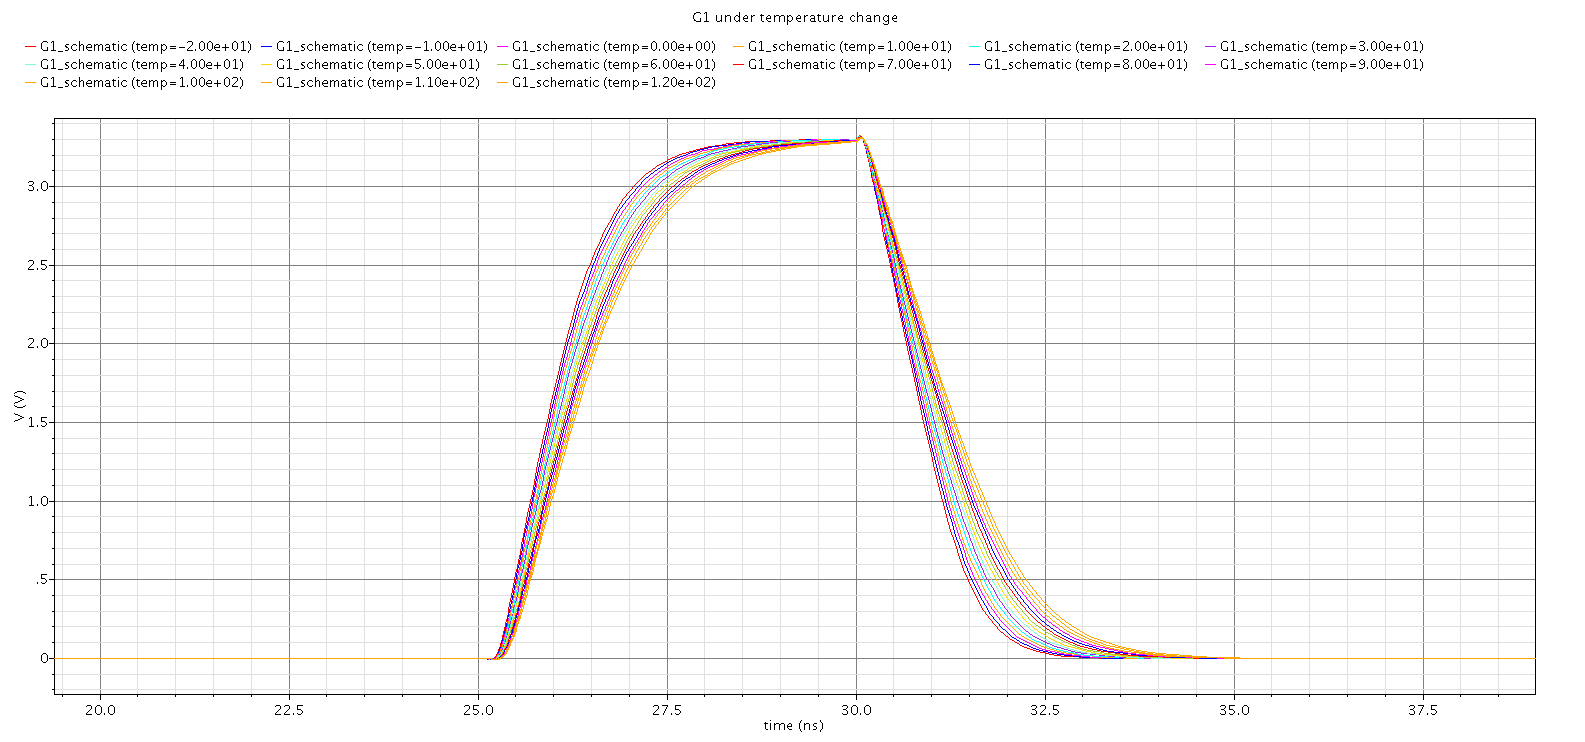 G1 under temperature change
G1_schematic (temp=-2.00e+01) G1_schematic (temp=-1.00e+01) G1_schematic (temp=0.00e+00) G1_schematic (temp=1.00e+01) G1_schematic (temp=2.00e+01) G1_schematic (temp=3.00e+01)
G1_schematic (temp=4.00e+01) G1_schematic (temp=5.00e+01) G1_schematic (temp=6.00e+01) G1_schematic (temp=7.00e+01) G1_schematic (temp=8.00e+01) G1_schematic (temp=9.00e+01)
G1_schematic (temp=1.00e+02) G1_schematic (temp=1.10e+02) G1_schematic (temp=1.20e+02)
3.0
2.5
2.0
V (V)
1.5
1.0
.5
0
20.0 22.5 25.0 27.5 30.0 32.5 35.0 37.5
time (ns)